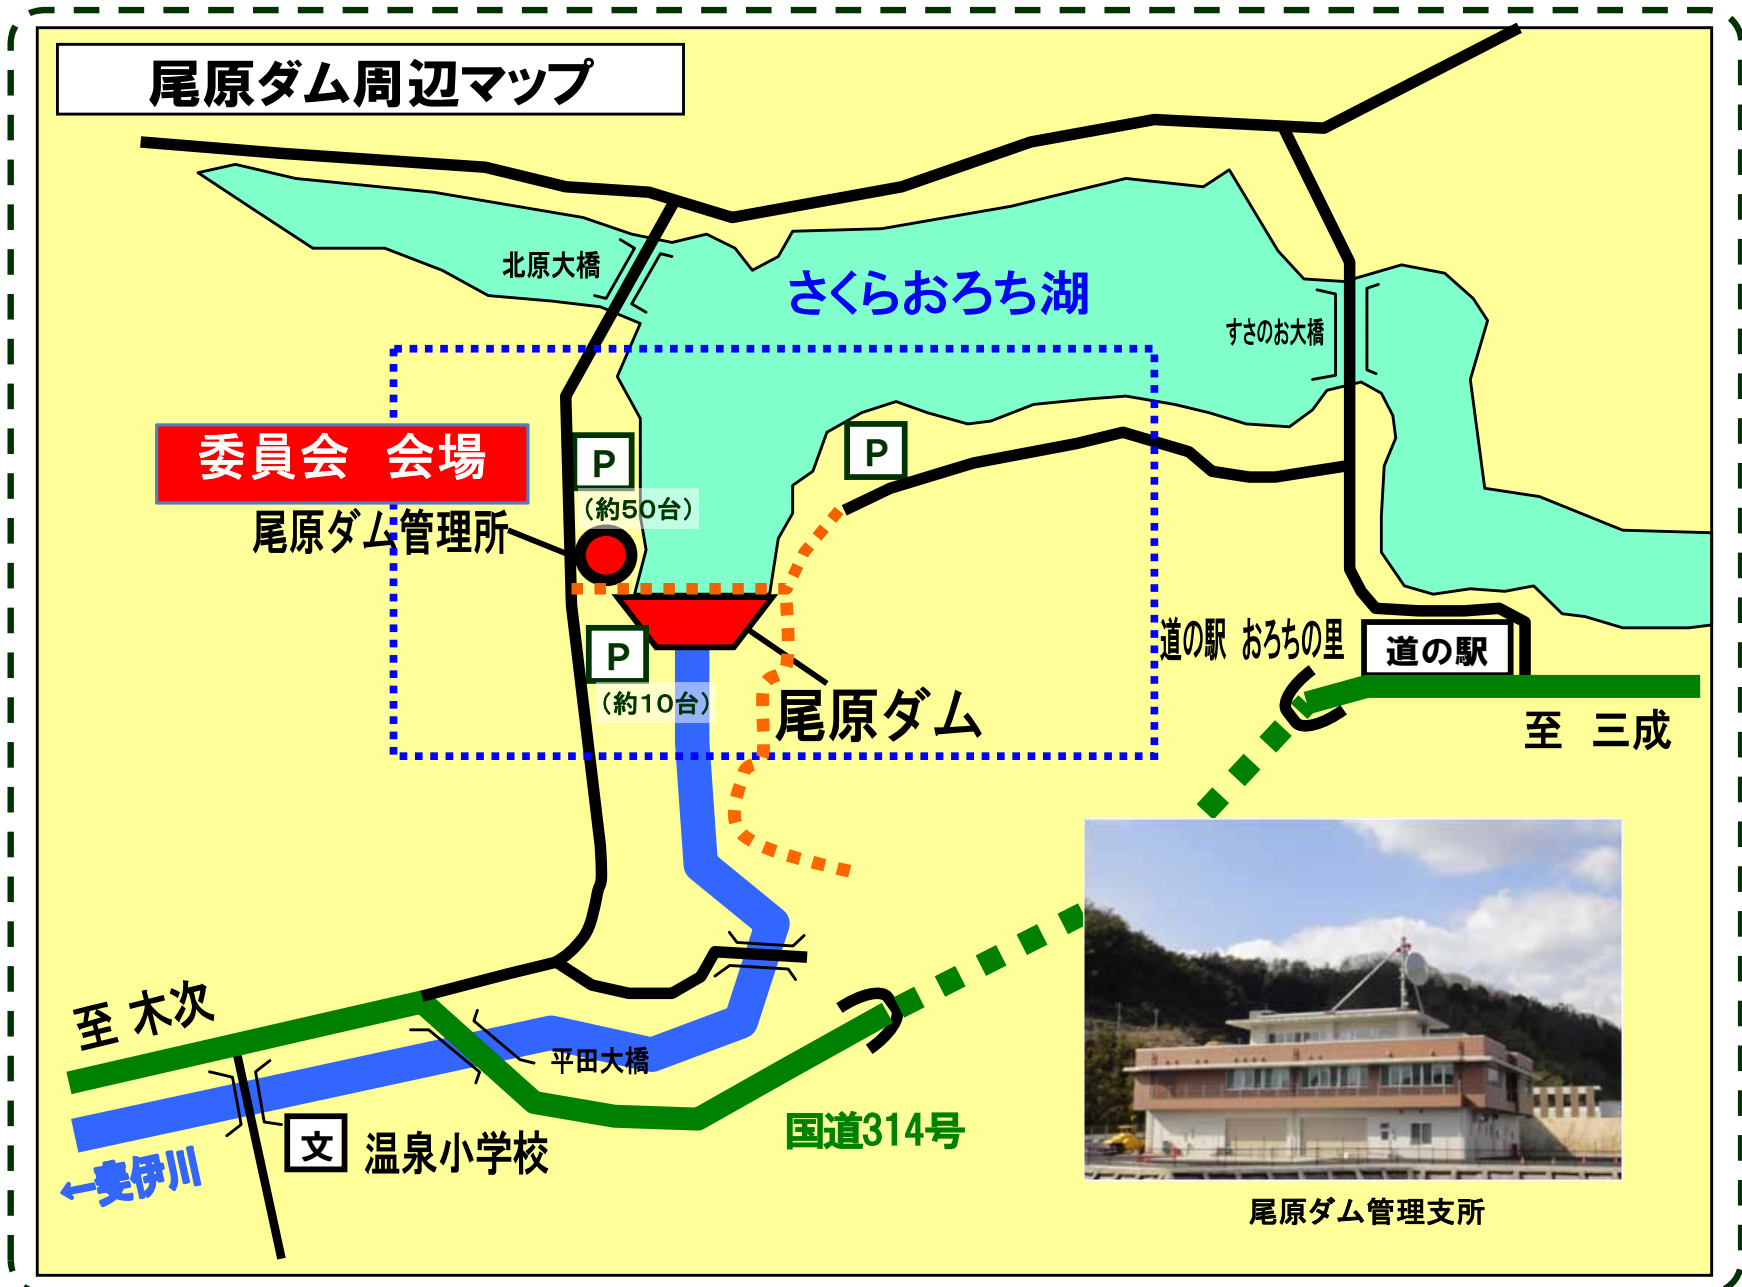 尾原ダム周辺マップ
北原大橋
さくらおろち湖
すさのお大橋
委員会　会場
P
(約50台)
P
尾原ダム管理所
P
(約10台)
尾原ダム
道の駅　おろちの里
道の駅
至　三成
至 木次
平田大橋
国道314号
文
温泉小学校
←斐伊川
尾原ダム管理支所